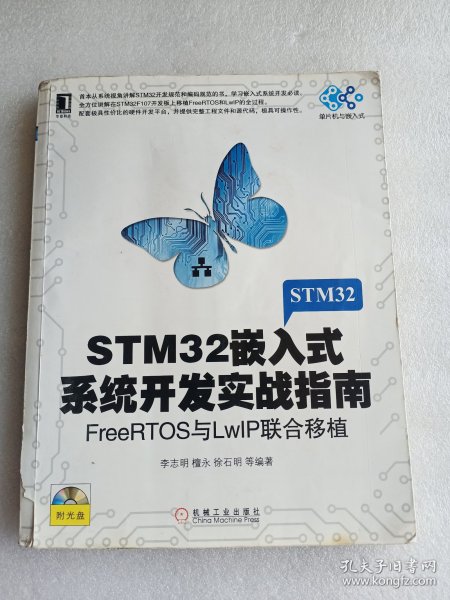 首本从系统视角讲解STM32开发规范和编码规范的书,学习嵌入式系统开发必读。
全方位讲解在STM32F107开发板上移植FreeRTOS和LwIP的全过程。
配套极具性价比的硬件开发平台,并提供完整工程文件和源代码,极具可操作性。
华章科技
单片机与嵌入式
STM32
STM32嵌入式
系统开发实战指南
FreeRTOS与LwIP联合移植
李志明 檀永 徐石明 等编著
附光盘
机械工业出版社
China Machine Press
孔夫子旧书网
www.kongfz.com